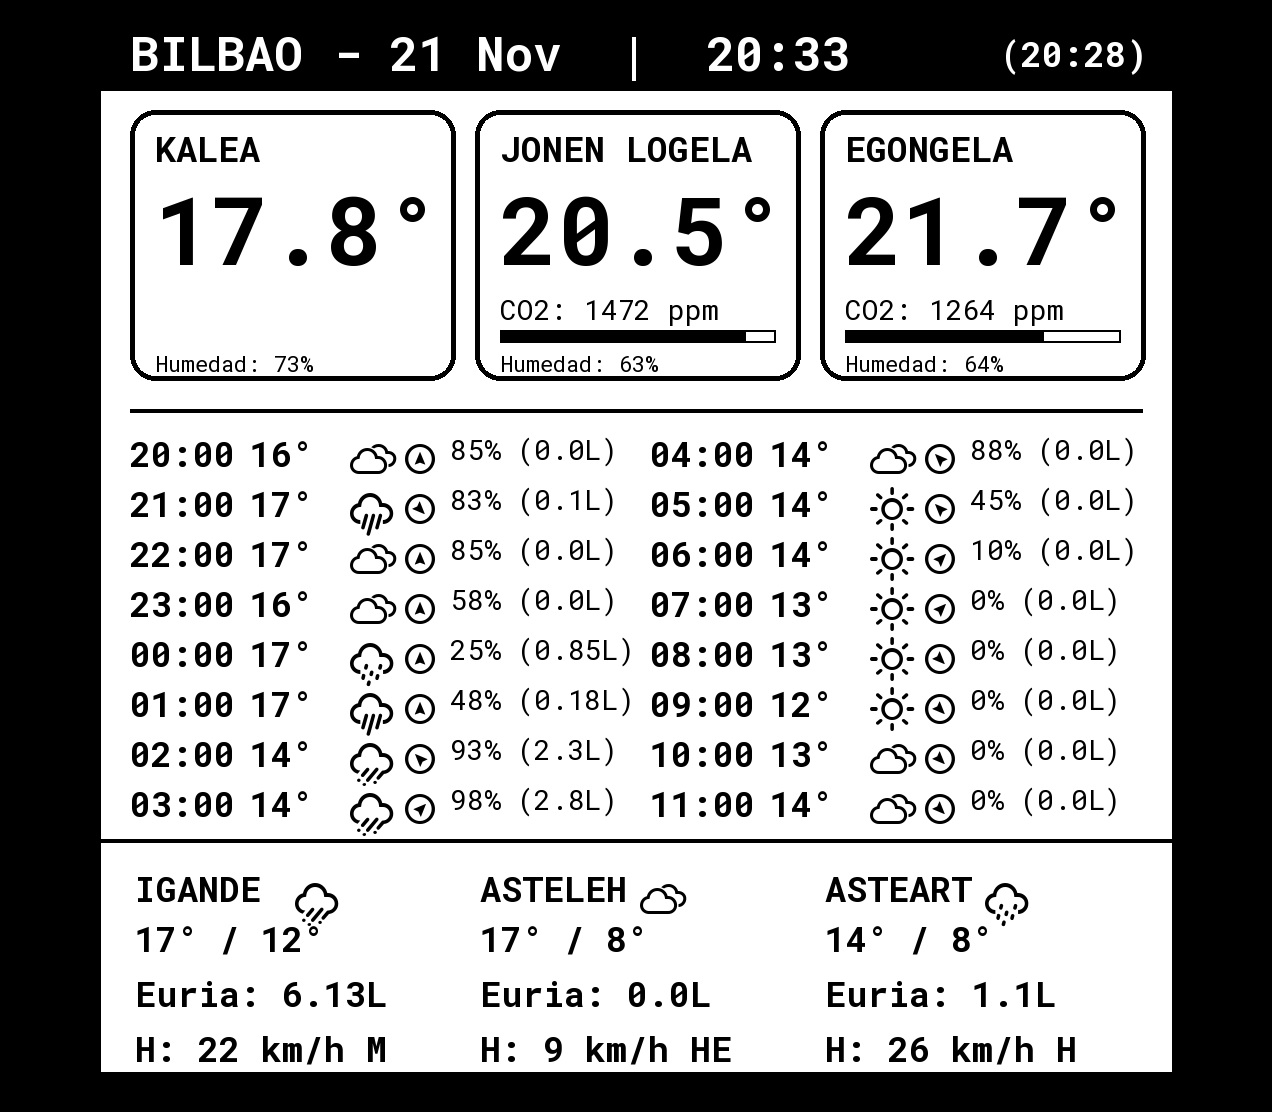 BILBAO - 21 Nov | 20:33 (20:28)
KALEA
17.8°
Humedad: 73%
JONEN LOGELA
20.5°
CO2: 1472 ppm
Humedad: 63%
EGONGELA
21.7°
CO2: 1264 ppm
Humedad: 64%
20:00 16° 85% (0.0L)
21:00 17° 83% (0.1L)
22:00 17° 85% (0.0L)
23:00 16° 58% (0.0L)
00:00 17° 25% (0.85L)
01:00 17° 48% (0.18L)
02:00 14° 93% (2.3L)
03:00 14° 98% (2.8L)
04:00 14° 88% (0.0L)
05:00 14° 45% (0.0L)
06:00 14° 10% (0.0L)
07:00 13° 0% (0.0L)
08:00 13° 0% (0.0L)
09:00 12° 0% (0.0L)
10:00 13° 0% (0.0L)
11:00 14° 0% (0.0L)
IGANDE
17° / 12°
Euria: 6.13L
H: 22 km/h M
ASTELEH
17° / 8°
Euria: 0.0L
H: 9 km/h HE
ASTEART
14° / 8°
Euria: 1.1L
H: 26 km/h H